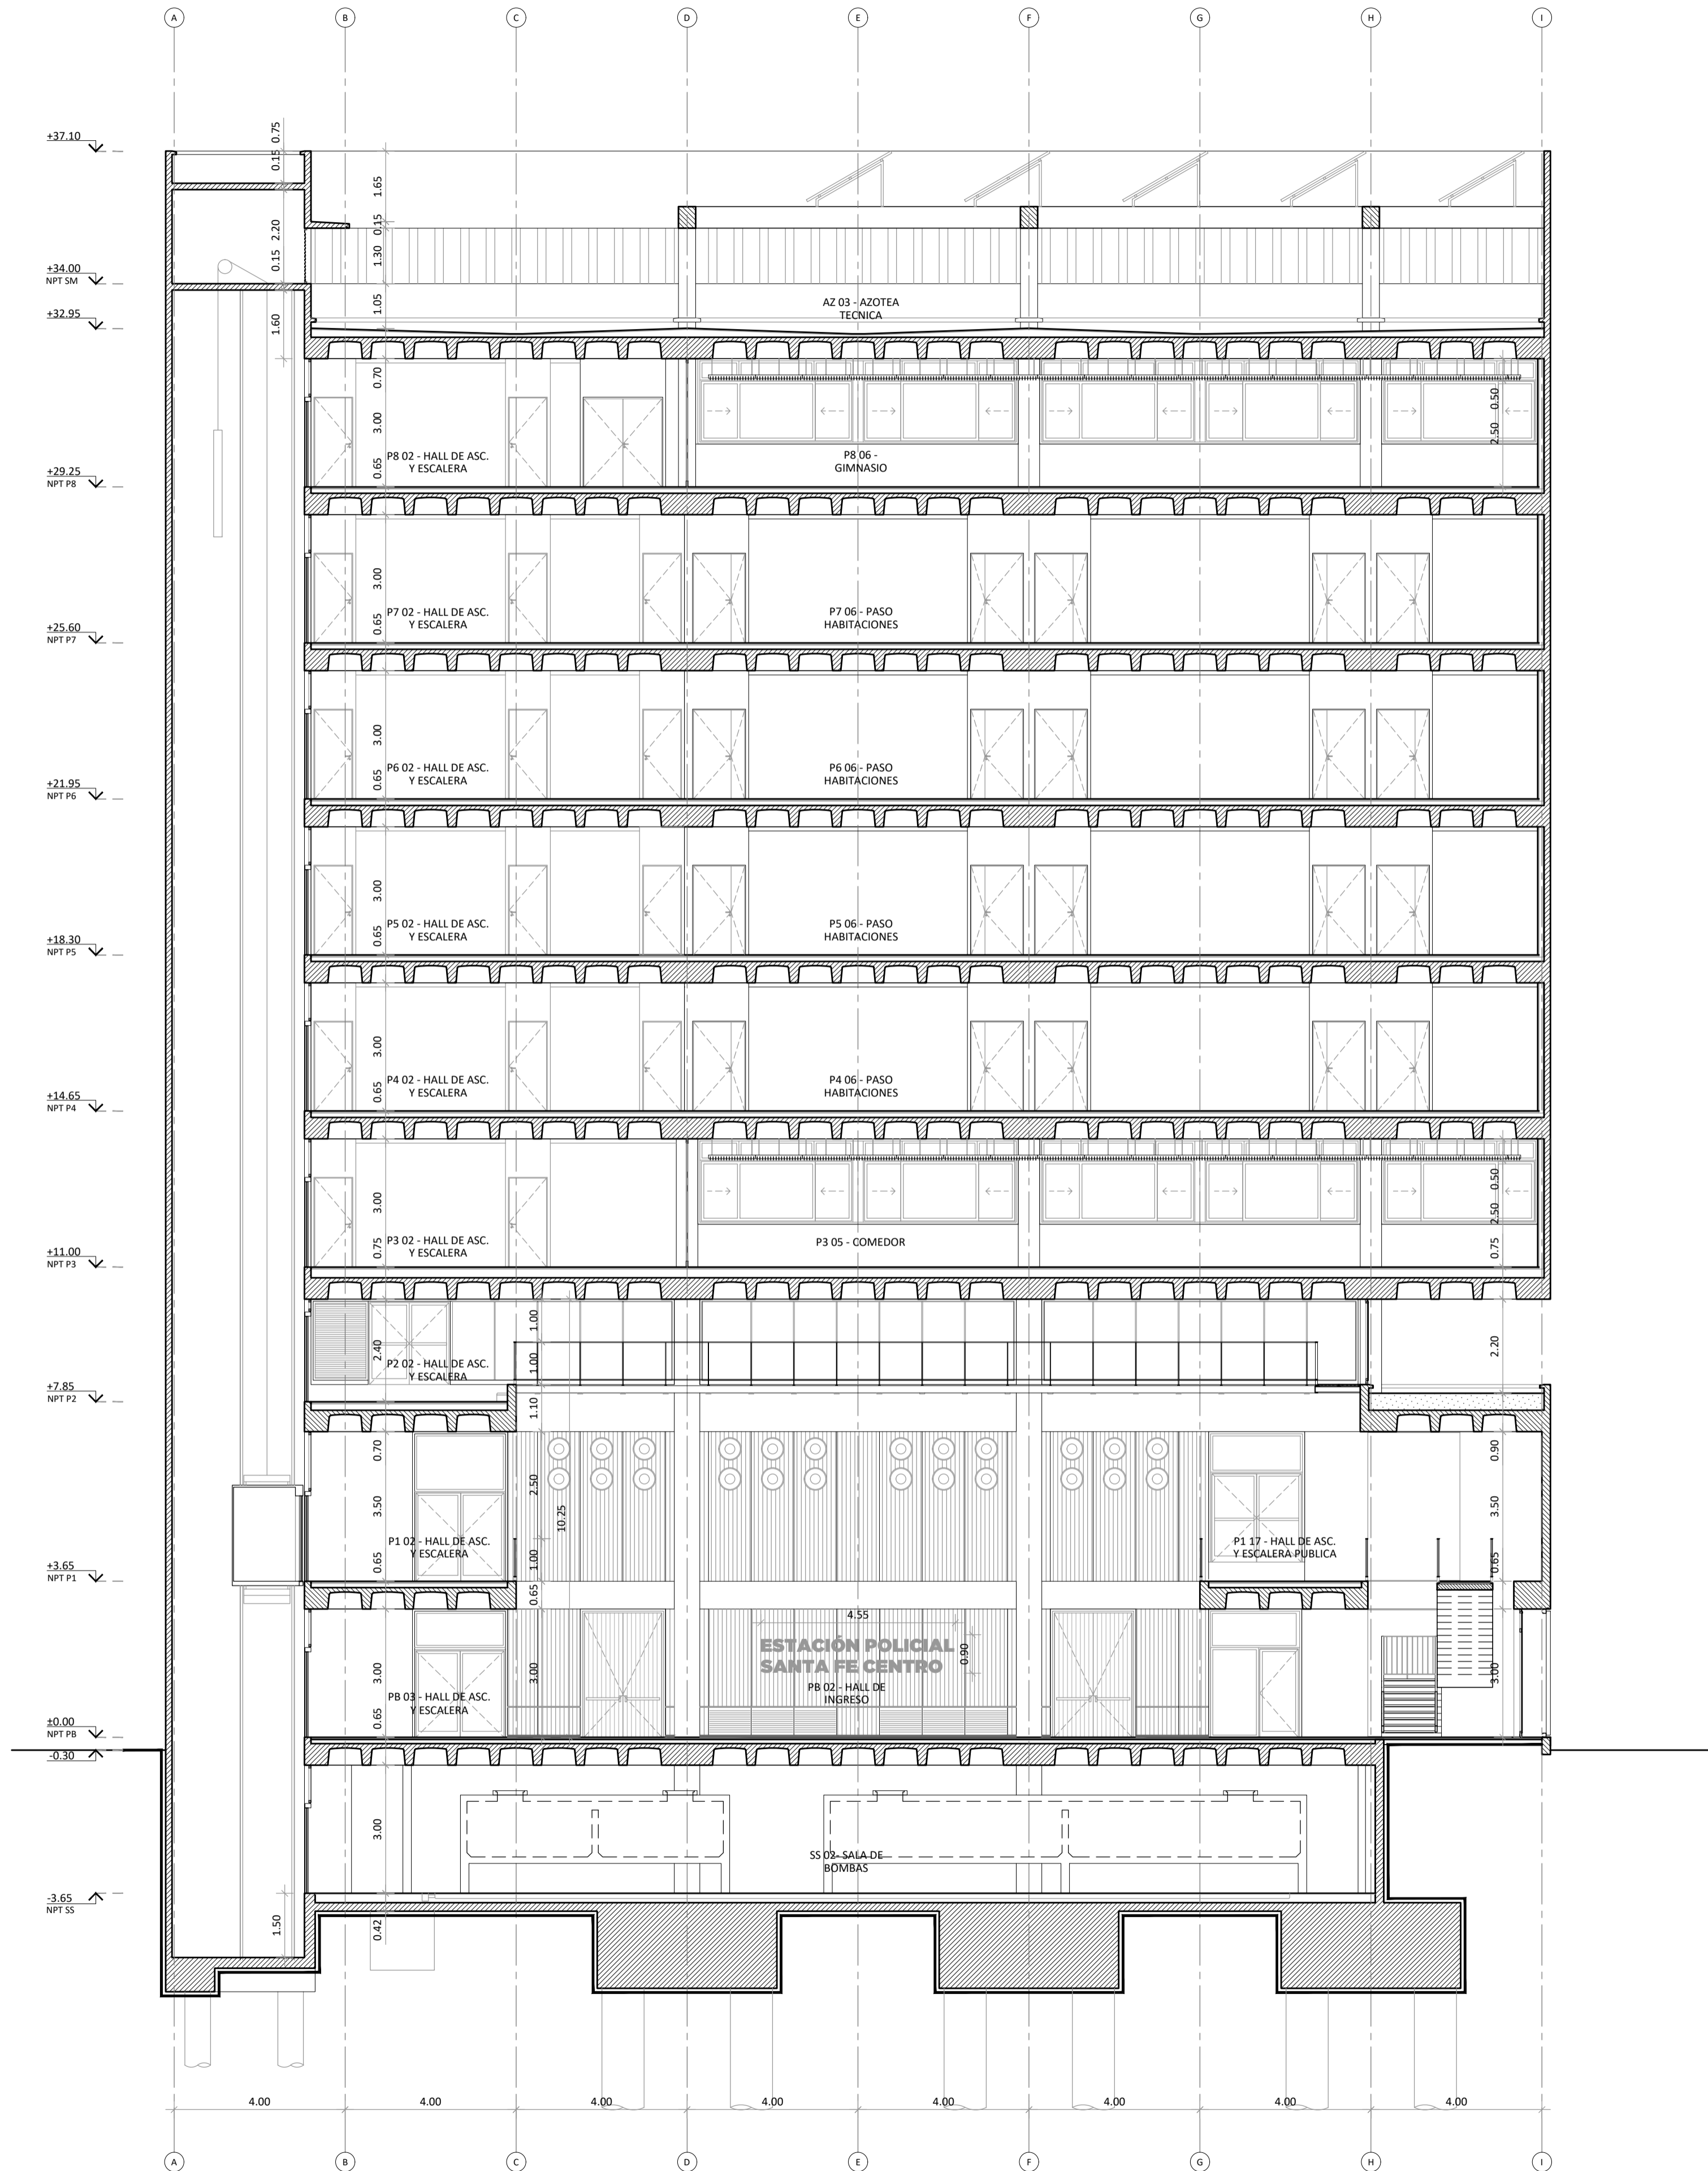 A B C D E F G H I
+37.10
0.75
0.15
1.65
2.20
0.15
1.30
0.15
+34.00
NPT SM
1.05
AZ 03 - AZOTEA
TECNICA
+32.95
1.60
0.70
3.00
0.50
2.50
P8 02 - HALL DE ASC.
Y ESCALERA
P8 06 -
GIMNASIO
0.65
+29.25
NPT P8
3.00
P7 02 - HALL DE ASC.
Y ESCALERA
P7 06 - PASO
HABITACIONES
0.65
+25.60
NPT P7
3.00
P6 02 - HALL DE ASC.
Y ESCALERA
P6 06 - PASO
HABITACIONES
0.65
+21.95
NPT P6
3.00
P5 02 - HALL DE ASC.
Y ESCALERA
P5 06 - PASO
HABITACIONES
0.65
+18.30
NPT P5
3.00
P4 02 - HALL DE ASC.
Y ESCALERA
P4 06 - PASO
HABITACIONES
0.65
+14.65
NPT P4
3.00
0.50
2.50
P3 02 - HALL DE ASC.
Y ESCALERA
P3 05 - COMEDOR
0.75
0.75
+11.00
NPT P3
1.00
2.40
1.00
2.20
P2 02 - HALL DE ASC.
Y ESCALERA
+7.85
NPT P2
1.10
0.70
0.90
2.50
3.50
10.25
3.50
P1 02 - HALL DE ASC.
Y ESCALERA
P1 17 - HALL DE ASC.
Y ESCALERA PUBLICA
1.00
0.65
0.65
+3.65
NPT P1
0.65
4.55
ESTACIÓN POLICIAL
SANTA FE CENTRO
0.90
3.00
3.00
3.00
PB 02 - HALL DE
INGRESO
PB 03 - HALL DE ASC.
Y ESCALERA
0.65
±0.00
NPT PB
-0.30
3.00
SS 02- SALA DE
BOMBAS
-3.65
NPT SS
1.50
0.42
4.00 4.00 4.00 4.00 4.00 4.00 4.00 4.00
A B C D E F G H I